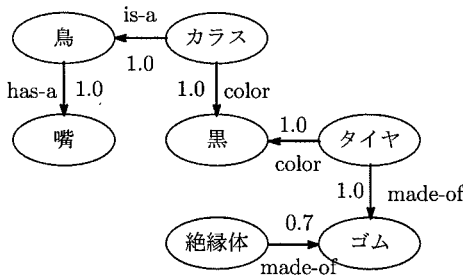 is-a
鳥 カラス
1.0
has-a 1.0 1.0 color
嘴 黒 1.0 タイヤ
color
1.0 made-of
0.7
絶縁体 ゴム
made-of